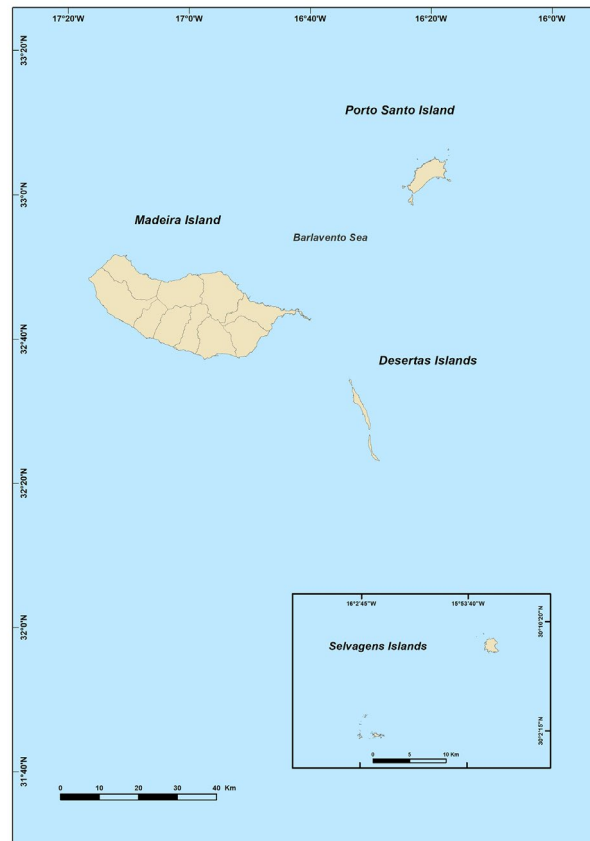 17°20'W 17°0'W 16°40'W 16°20'W 16°0'W
33°20'N
Porto Santo Island
33°0'N
Madeira Island
Barlavento Sea
32°40'N
Desertas Islands
32°20'N
16°2'45"W 15°53'40"W
30°10'20"N
32°0'N
Selvagens Islands
30°2'15"N
0 5 10 Km
31°40'N
0 10 20 30 40 Km